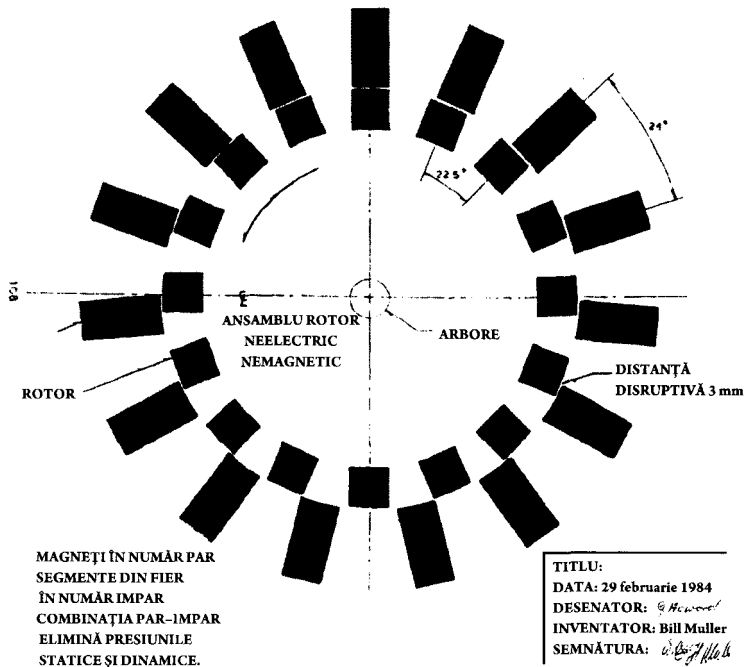 24°
22 5°
108
ANSAMBLU ROTOR
NEELECTRIC
NEMAGNETIC
ARBORE
ROTOR
DISTANȚĂ
DISRUPTIVĂ 3 mm
MAGNEȚI ÎN NUMĂR PAR
SEGMENTE DIN FIER
ÎN NUMĂR IMPAR
COMBINAȚIA PAR–IMPAR
ELIMINĂ PRESIUNILE
STATICE ȘI DINAMICE.
TITLU:
DATA: 29 februarie 1984
DESENATOR:
INVENTATOR: Bill Muller
SEMNĂTURA: